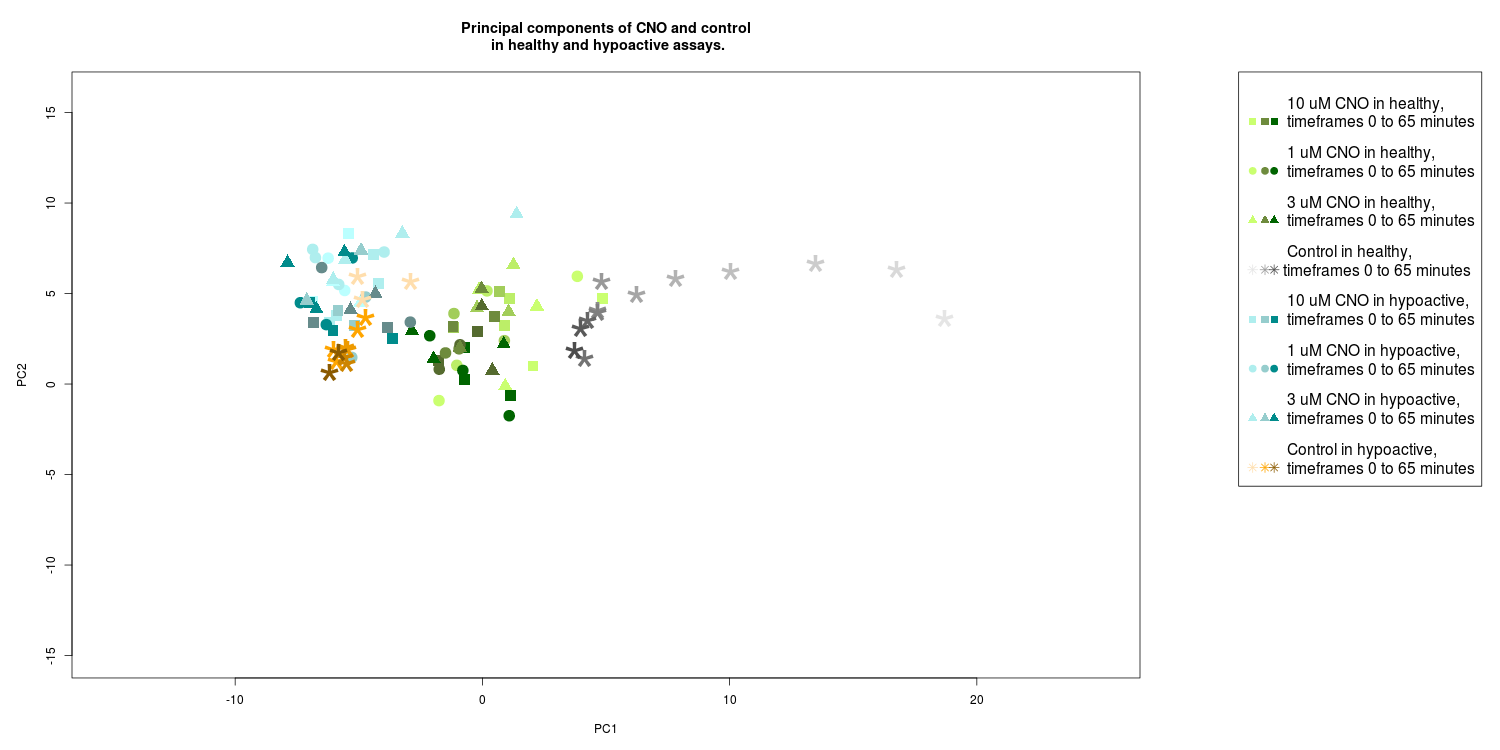 Principal components of CNO and control
in healthy and hypoactive assays.
15
10
5
0
-5
-10
-15
PC2
-10
0
10
20
PC1
10 uM CNO in healthy,
timeframes 0 to 65 minutes
1 uM CNO in healthy,
timeframes 0 to 65 minutes
3 uM CNO in healthy,
timeframes 0 to 65 minutes
Control in healthy,
timeframes 0 to 65 minutes
10 uM CNO in hypoactive,
timeframes 0 to 65 minutes
1 uM CNO in hypoactive,
timeframes 0 to 65 minutes
3 uM CNO in hypoactive,
timeframes 0 to 65 minutes
Control in hypoactive,
timeframes 0 to 65 minutes